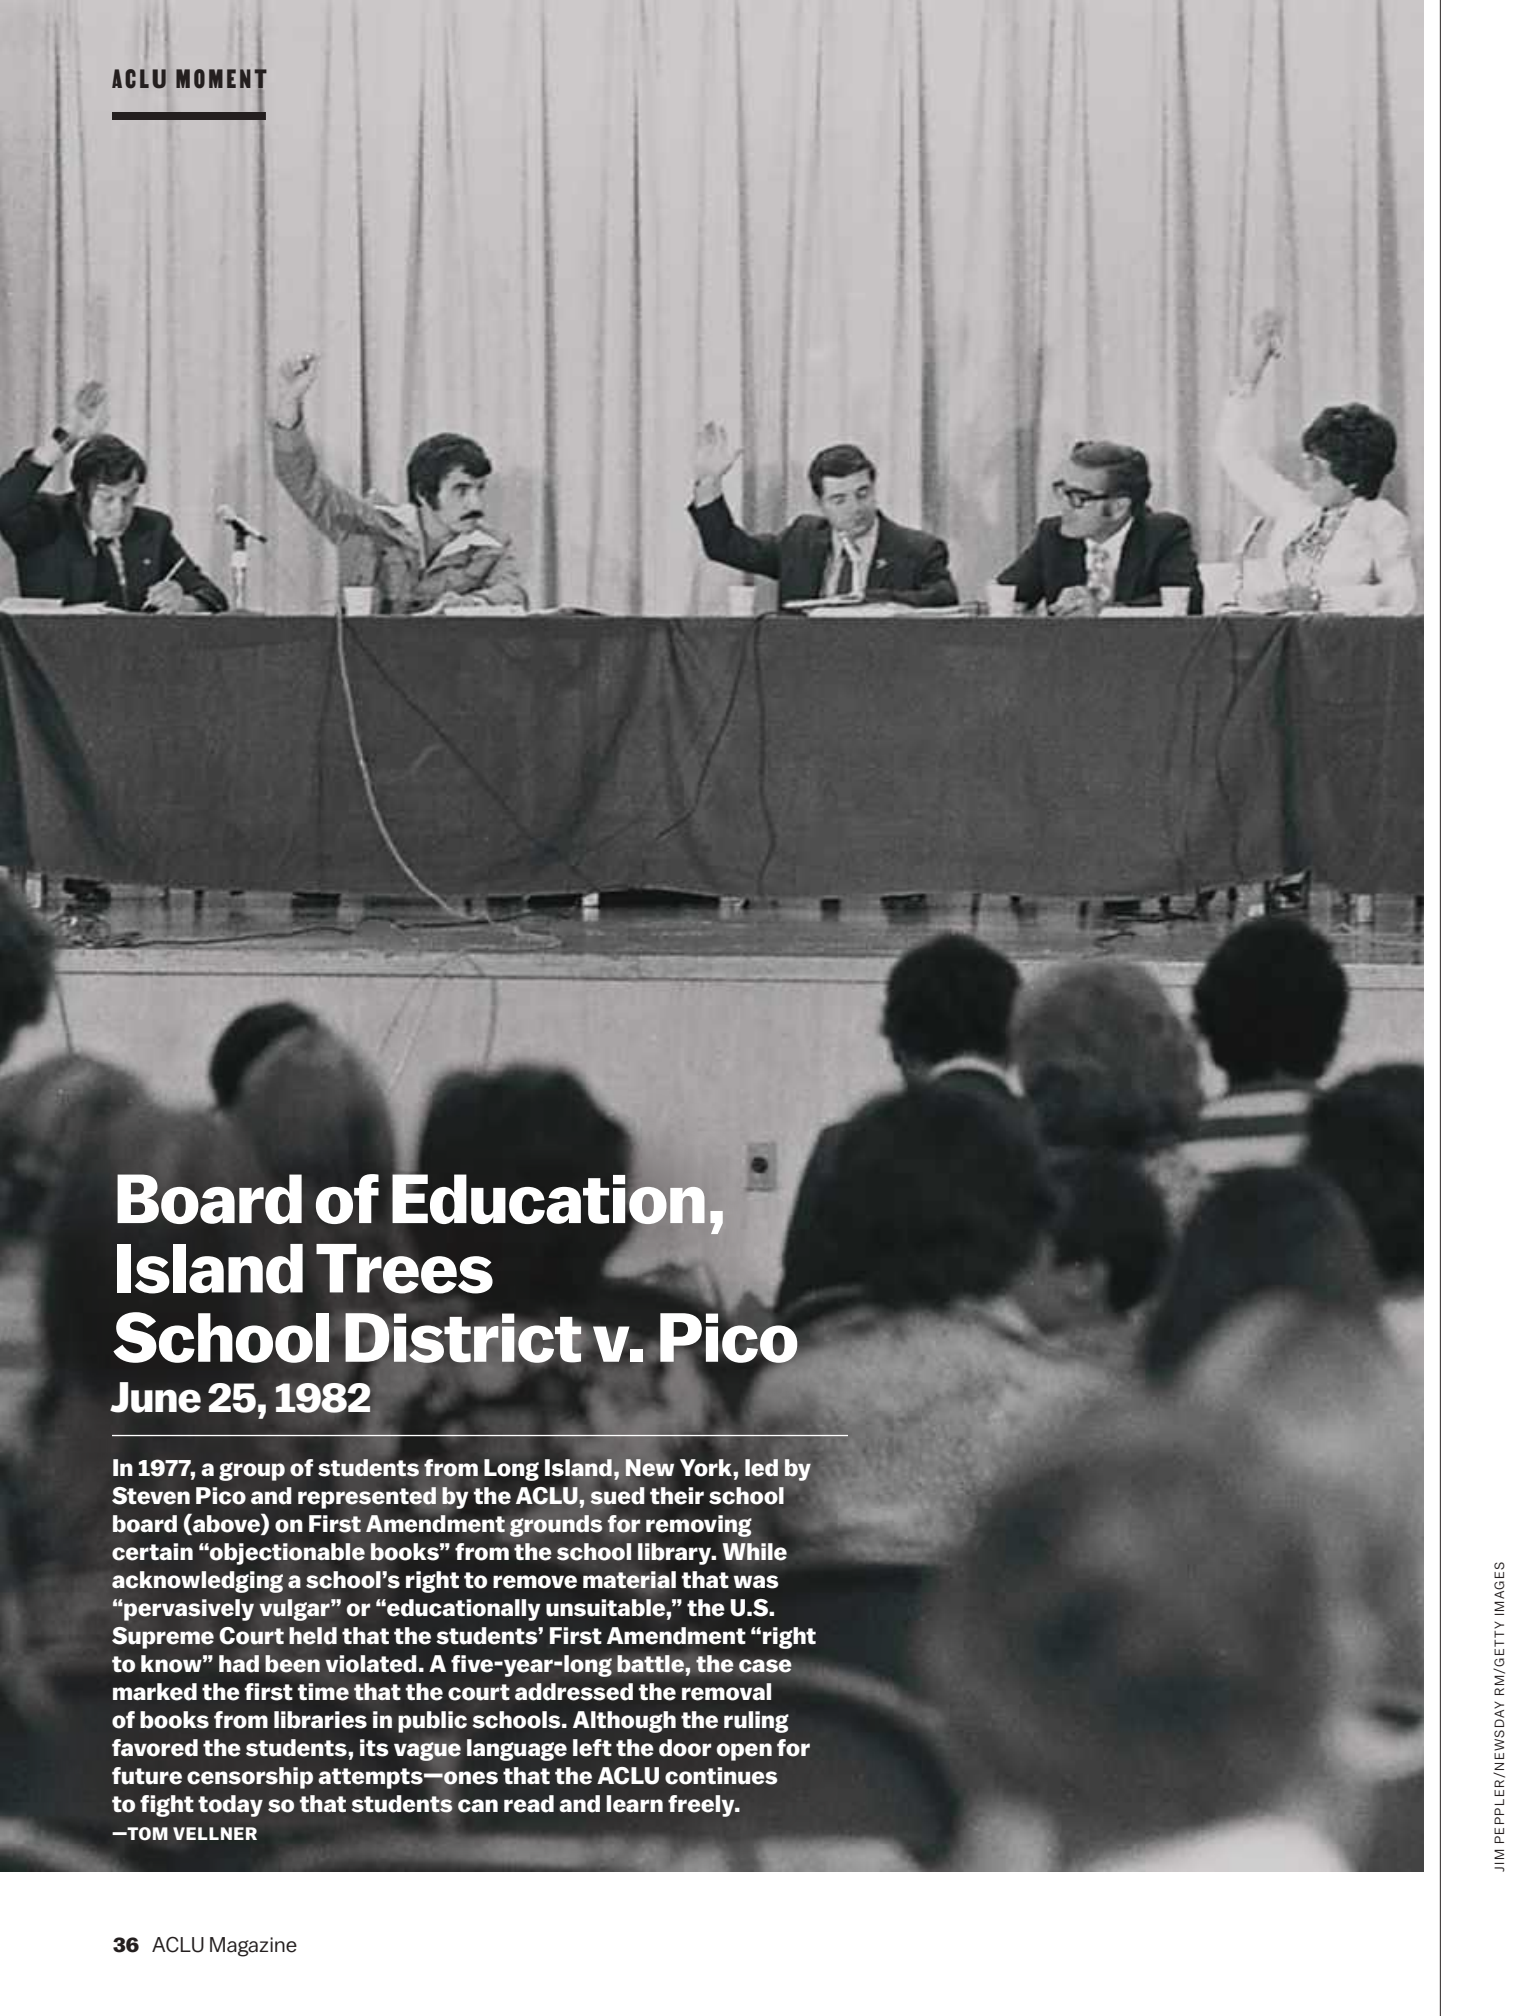 ACLU MOMENT
Board of Education,
Island Trees
School District v. Pico
June 25, 1982
In 1977, a group of students from Long Island, New York, led by
Steven Pico and represented by the ACLU, sued their school
board (above) on First Amendment grounds for removing
certain “objectionable books” from the school library. While
acknowledging a school’s right to remove material that was
“pervasively vulgar” or “educationally unsuitable,” the U.S.
Supreme Court held that the students’ First Amendment “right
to know” had been violated. A five-year-long battle, the case
marked the first time that the court addressed the removal
of books from libraries in public schools. Although the ruling
favored the students, its vague language left the door open for
future censorship attempts—ones that the ACLU continues
to fight today so that students can read and learn freely.
—TOM VELLNER
36 ACLU Magazine
JIM PEPPLER/NEWSDAY RM/GETTY IMAGES